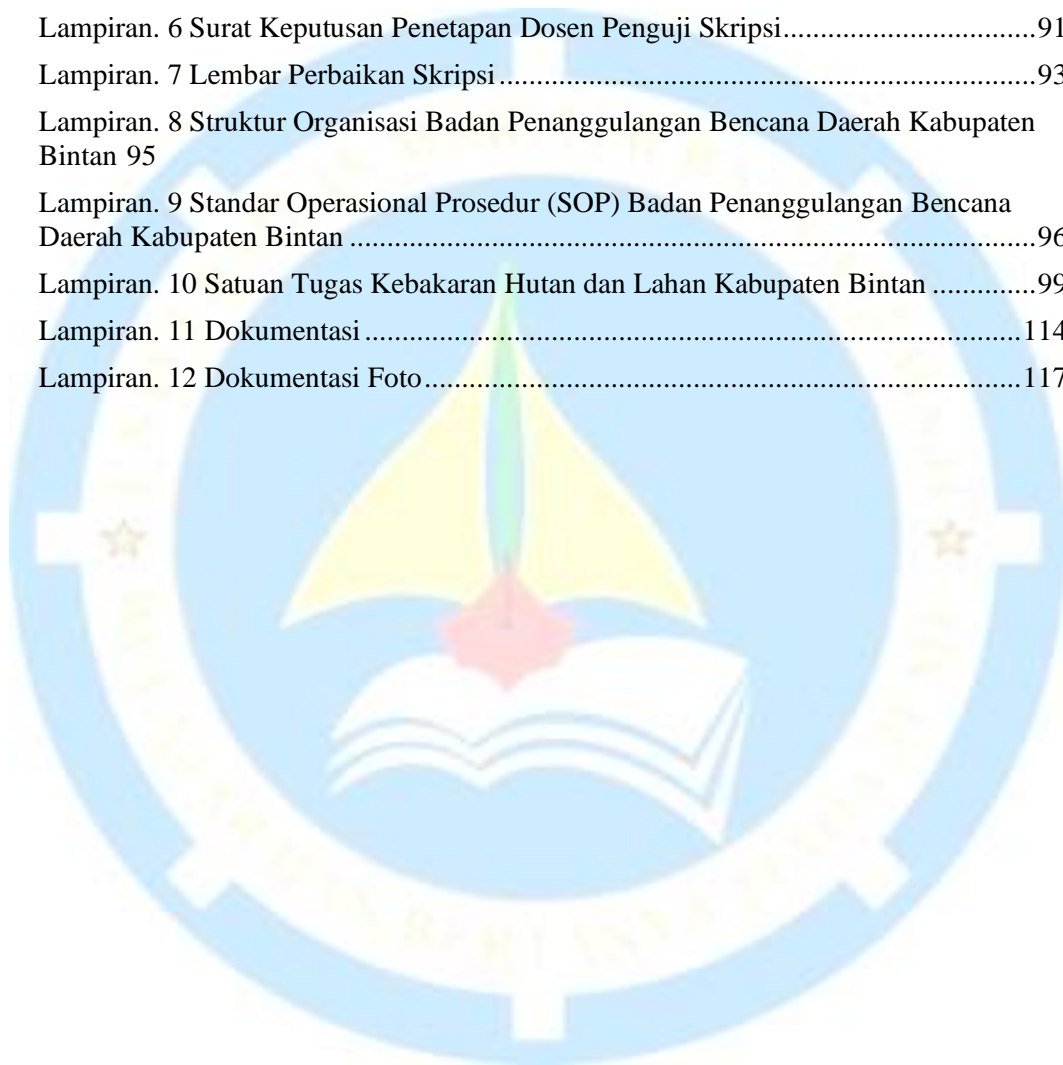 Lampiran. 6 Surat Keputusan Penetapan Dosen Penguji Skripsi.................................91
Lampiran. 7 Lembar Perbaikan Skripsi.......................................................................93
Lampiran. 8 Struktur Organisasi Badan Penanggulangan Bencana Daerah Kabupaten
Bintan 95
Lampiran. 9 Standar Operasional Prosedur (SOP) Badan Penanggulangan Bencana
Daerah Kabupaten Bintan...........................................................................................96
Lampiran. 10 Satuan Tugas Kebakaran Hutan dan Lahan Kabupaten Bintan..............99
Lampiran. 11 Dokumentasi.......................................................................................114
Lampiran. 12 Dokumentasi Foto...............................................................................117